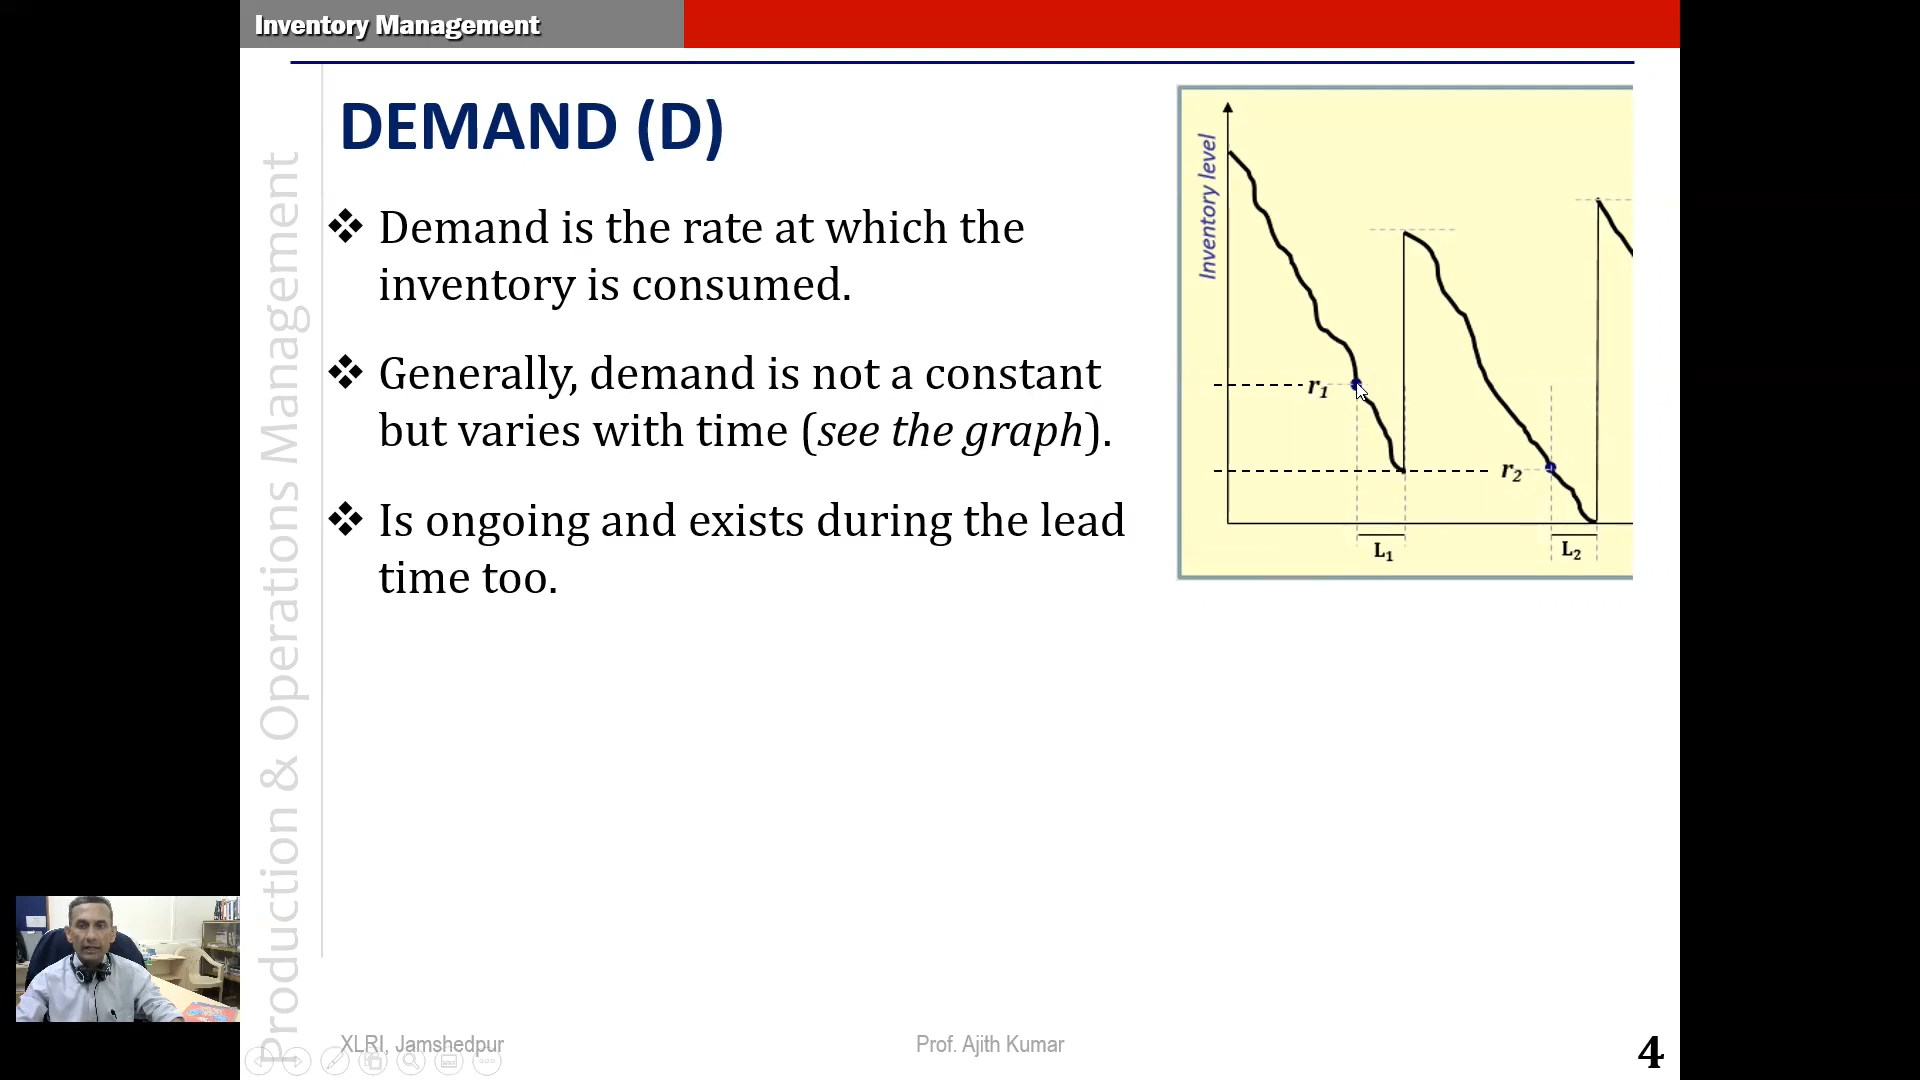 Inventory Management
Production & Operations Management
DEMAND (D)
❖ Demand is the rate at which the
inventory is consumed.
❖ Generally, demand is not a constant
but varies with time (see the graph).
❖ Is ongoing and exists during the lead
time too.
Inventory level
r₁
r₂
L₁
L₂
XLRI, Jamshedpur
Prof. Ajith Kumar
4